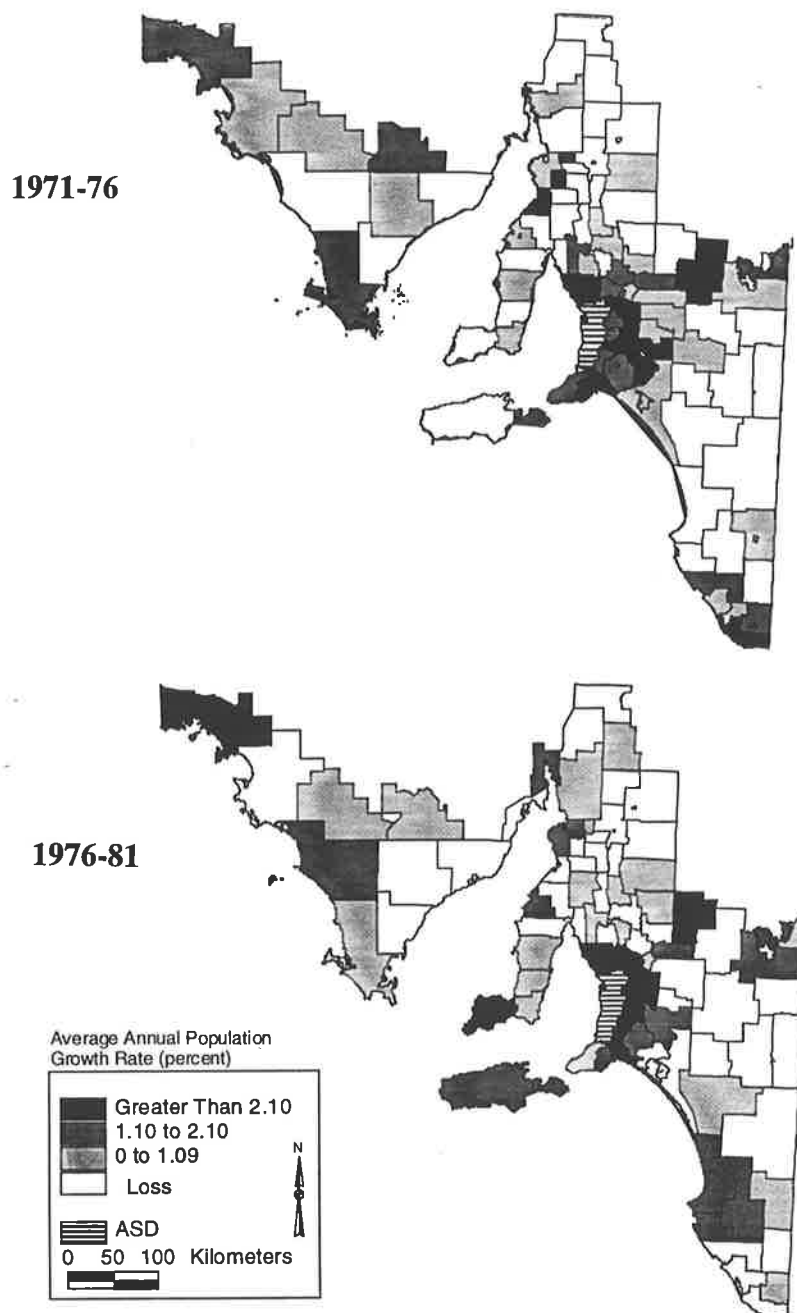 1971-76
1976-81
Average Annual Population
Growth Rate (percent)
Greater Than 2.10
1.10 to 2.10
0 to 1.09
Loss
N
ASD
0 50 100 Kilometers